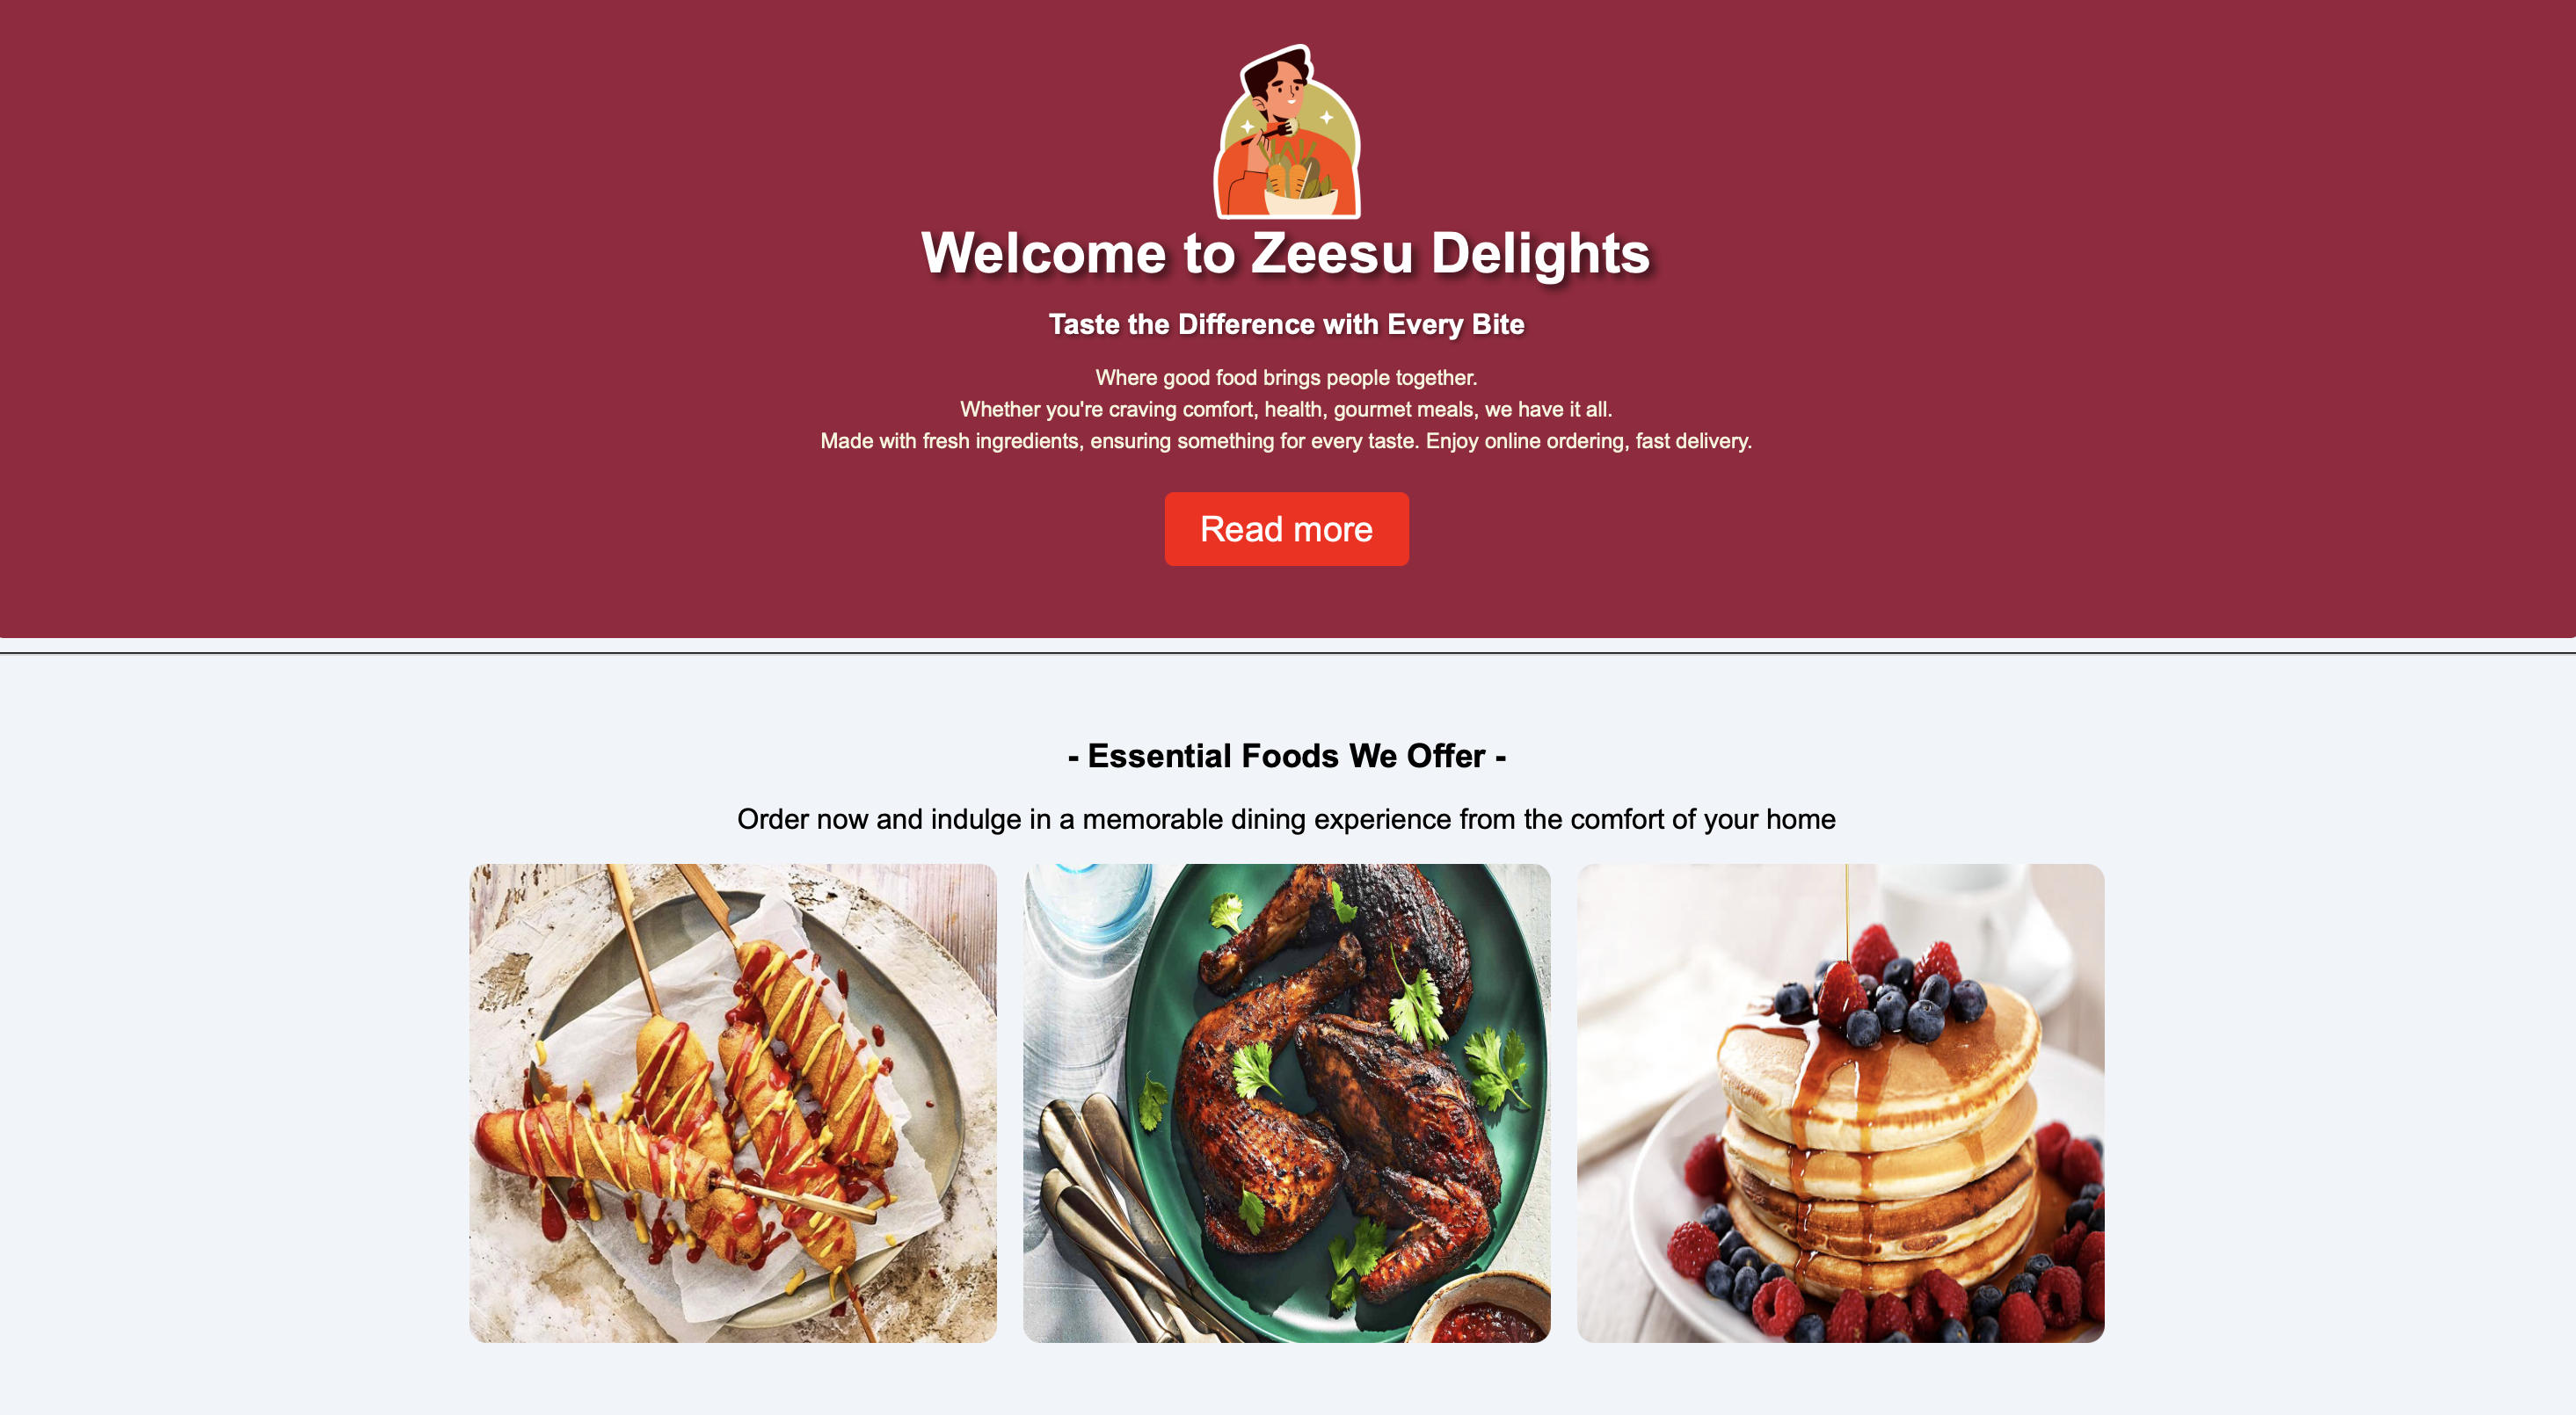 Welcome to Zeesu Delights
Taste the Difference with Every Bite
Where good food brings people together.
Whether you're craving comfort, health, gourmet meals, we have it all.
Made with fresh ingredients, ensuring something for every taste. Enjoy online ordering, fast delivery.
Read more
- Essential Foods We Offer -
Order now and indulge in a memorable dining experience from the comfort of your home